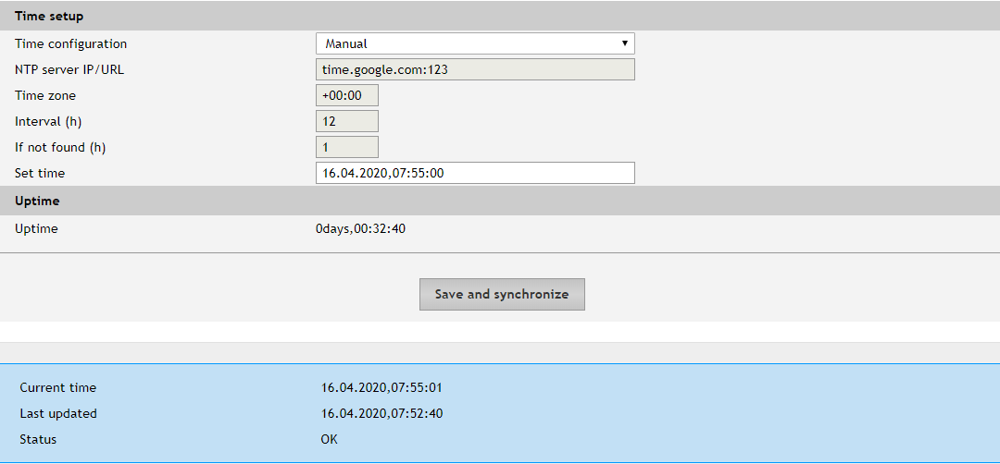 Time setup
Time configuration Manual
NTP server IP/URL time.google.com:123
Time zone +00:00
Interval (h) 12
If not found (h) 1
Set time 16.04.2020,07:55:00
Uptime
Uptime 0days,00:32:40
Save and synchronize
Current time 16.04.2020,07:55:01
Last updated 16.04.2020,07:52:40
Status OK